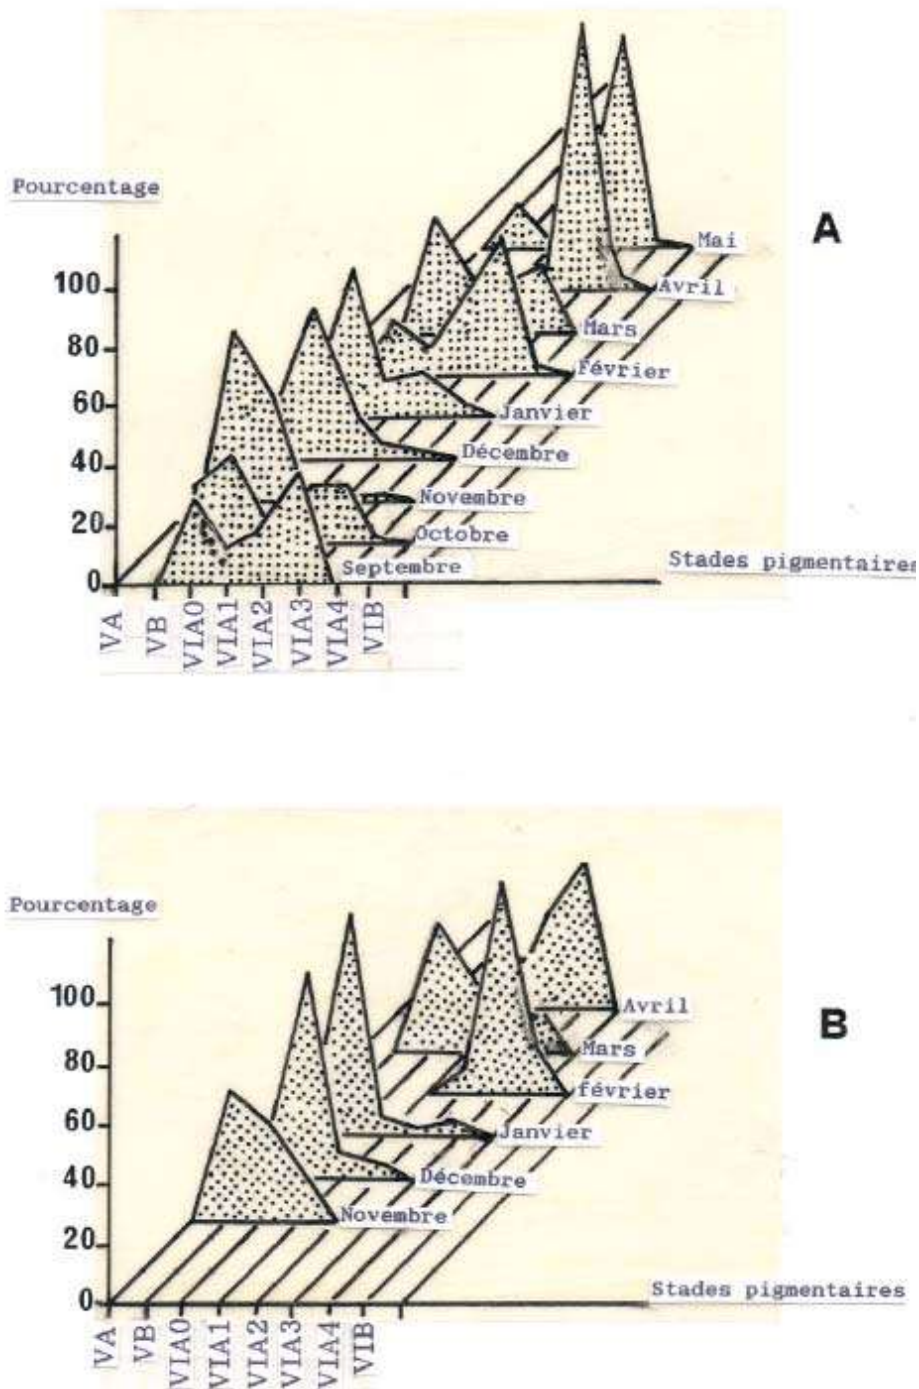 Pourcentage
A
100
80
60
40
20
0
Mai
Avril
Mars
Février
Janvier
Décembre
Novembre
Octobre
Septembre
Stades pigmentaires
VA
VB
VIA0
VIA1
VIA2
VIA3
VIA4
VIB
Pourcentage
B
100
80
60
40
20
0
Avril
Mars
février
Janvier
Décembre
Novembre
Stades pigmentaires
VA
VB
VIA0
VIA1
VIA2
VIA3
VIA4
VIB